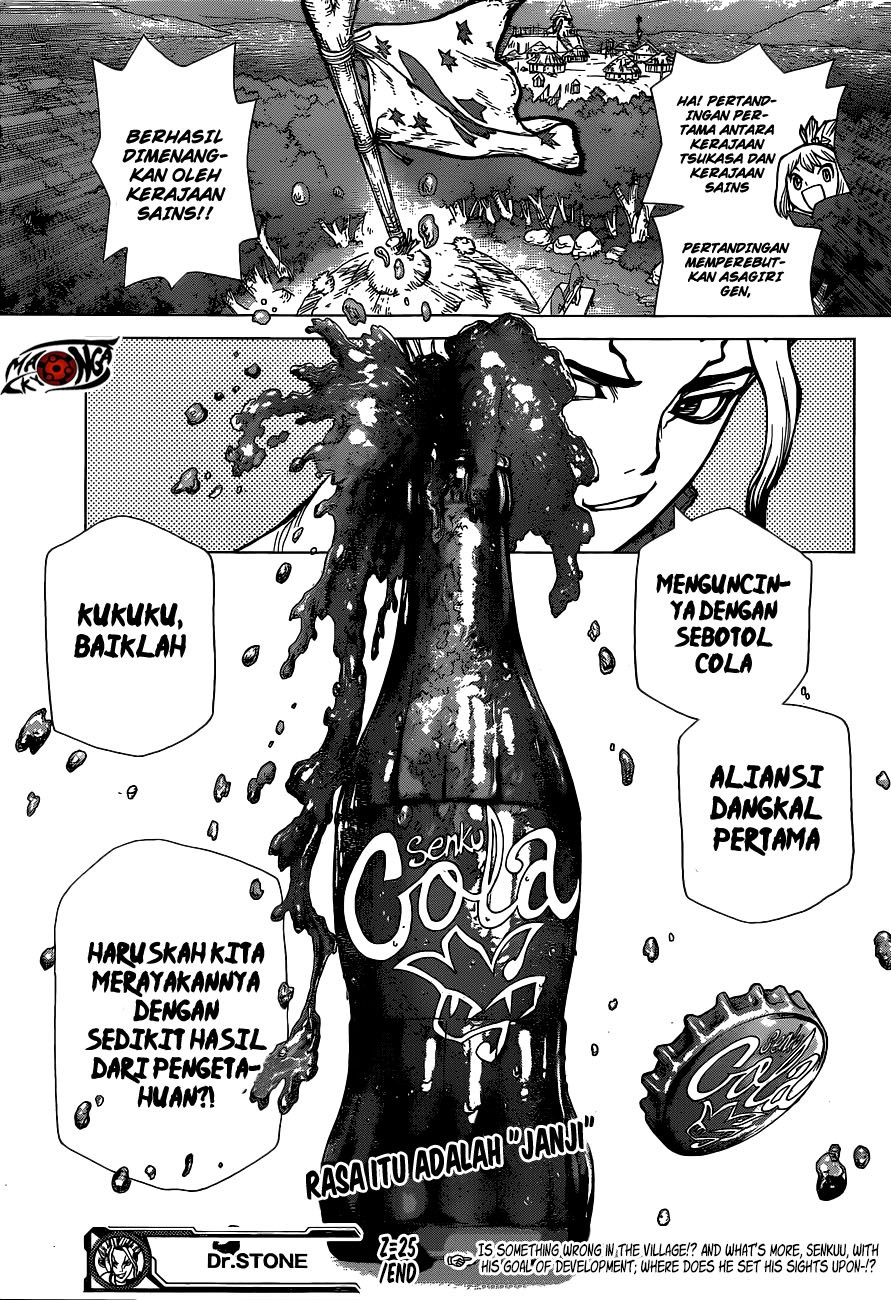 HA! PERTAND-
INGAN PER-
TAMA ANTARA
KERAJAAN
TSUKASA DAN
KERAJAAN
SAINS
PERTANDINGAN
MEMPEREBUT-
KAN ASAGIRI
GEN,
BERHASIL
DIMENANG-
KAN OLEH
KERAJAAN
SAINS!!
MANGAKYO
MENGUNCIN-
YA DENGAN
SEBOTOL
COLA
ALIANSI
DANGKAL
PERTAMA
KUKUKU,
BAIKLAH
HARUSKAH KITA
MERAYAKANNYA
DENGAN
SEDIKIT HASIL
DARI PENGETA-
HUAN?!
Senku
Cola
Cola
RASA ITU ADALAH "JANJI"
Dr.STONE
Z=25
/END
IS SOMETHING WRONG IN THE VILLAGE!? AND WHAT'S MORE, SENKUU, WITH
HIS GOAL OF DEVELOPMENT; WHERE DOES HE SET HIS SIGHTS UPON-!?